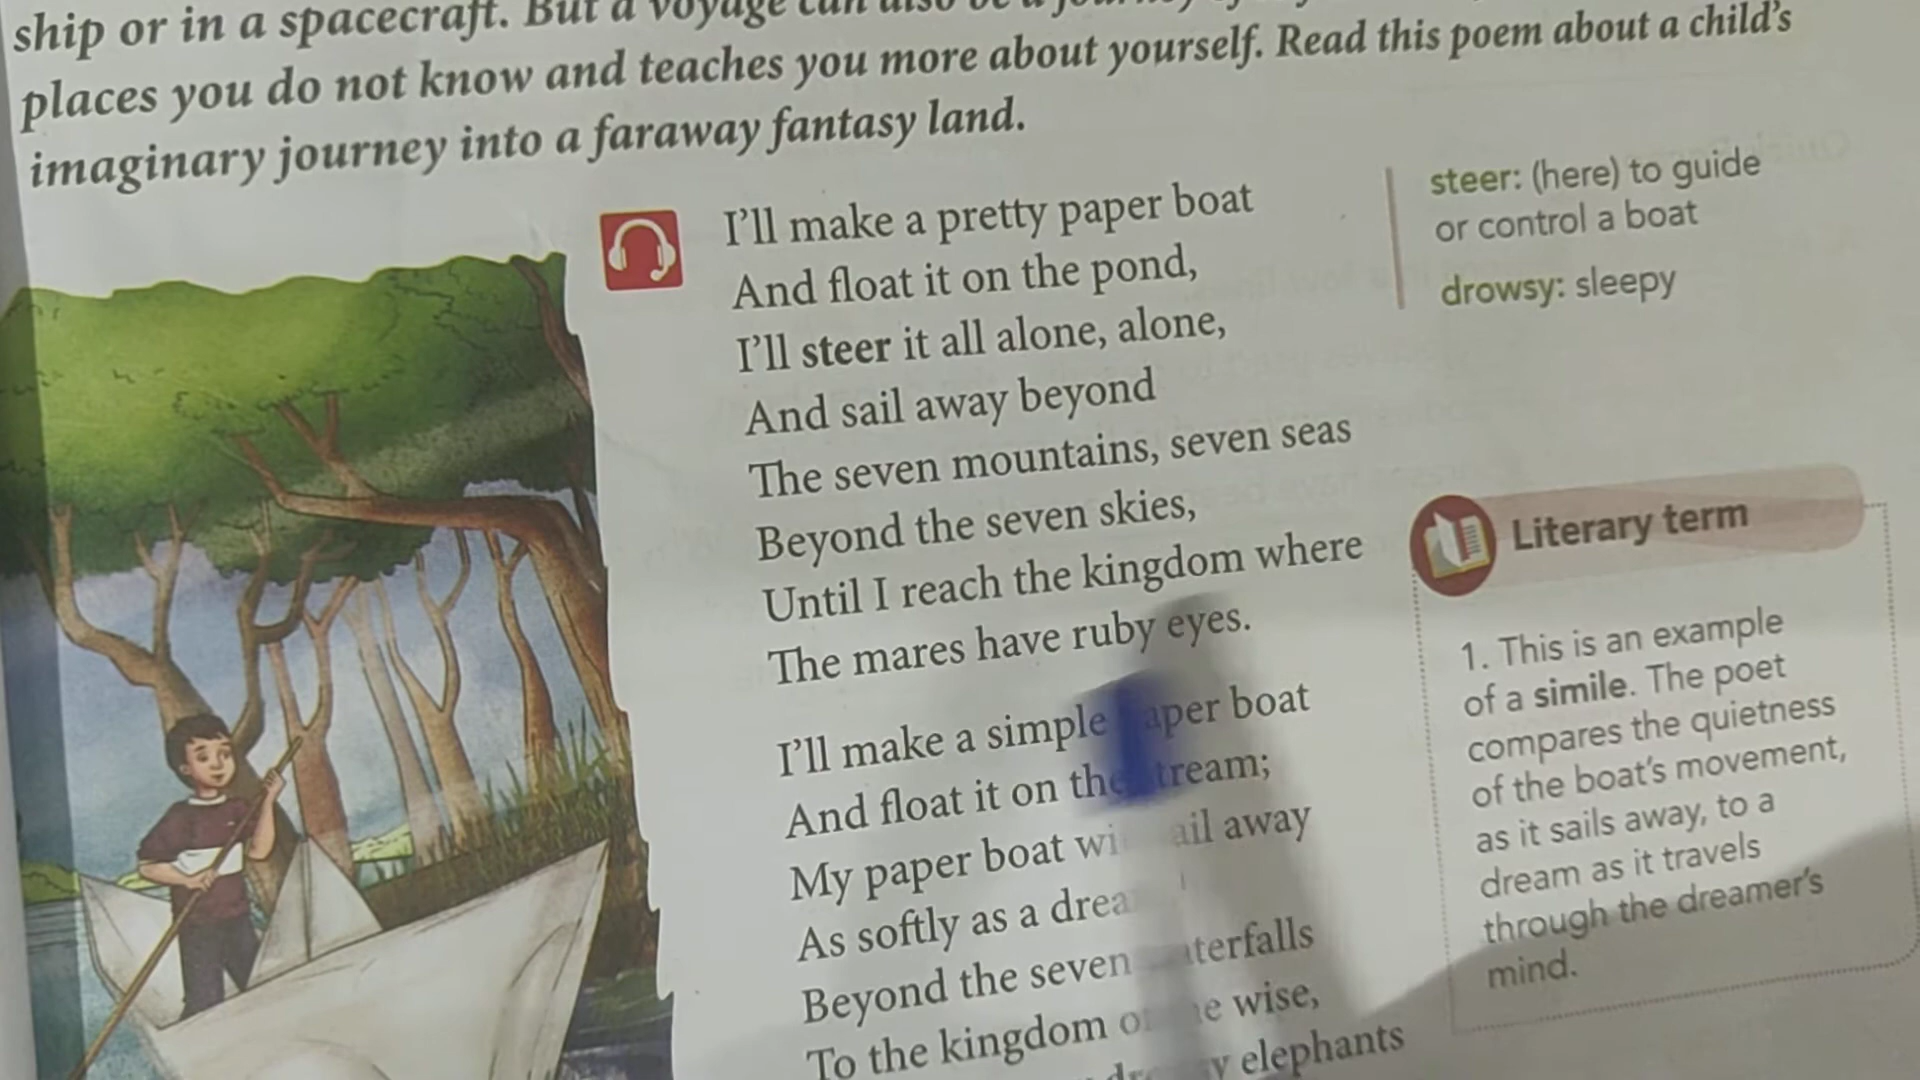 ship or in a spacecraft. But a voyage can also be a
places you do not know and teaches you more about yourself. Read this poem about a child's
imaginary journey into a faraway fantasy land.
I'll make a pretty paper boat
And float it on the pond,
I'll steer it all alone, alone,
And sail away beyond
The seven mountains, seven seas
Beyond the seven skies,
Until I reach the kingdom where
The mares have ruby eyes.
I'll make a simple boat
And float it on
My paper boat away
As softly as a
Beyond the seven
To the kingdom wise,
elephants
steer: (here) to guide
or control a boat
drowsy: sleepy
Literary term
1. This is an example
of a simile. The poet
compares the quietness
of the boat's movement,
as it sails away, to a
dream as it travels
through the dreamer's
mind.